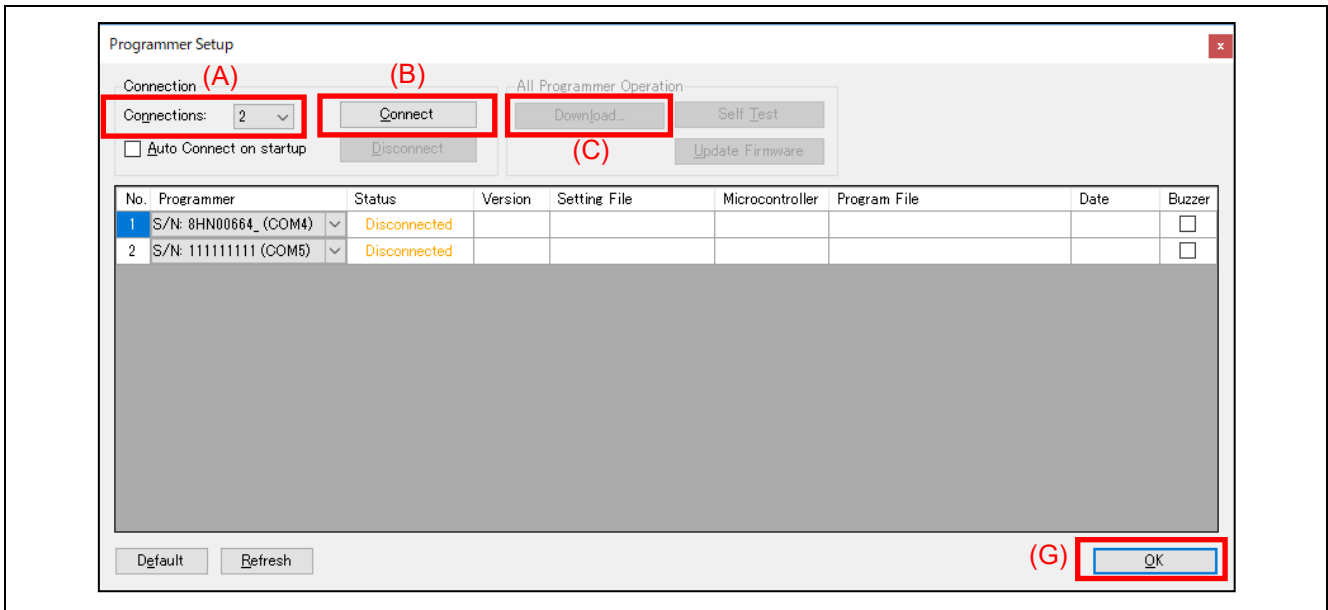 Programmer Setup
x
Connection (A) (B) All Programmer Operation
Connections: 2 Connect Download... Self Test
Auto Connect on startup Disconnect (C) Update Firmware
No. Programmer Status Version Setting File Microcontroller Program File Date Buzzer
1 S/N: 8HN00664_ (COM4) Disconnected
2 S/N: 111111111 (COM5) Disconnected
Default Refresh (G) OK